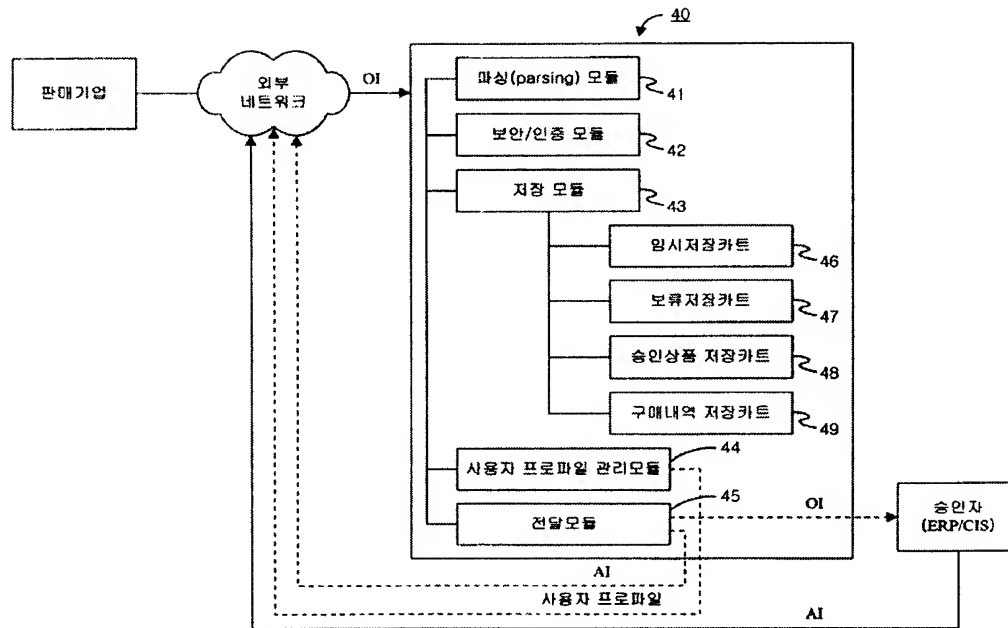 40
판매기업
외부
네트워크
OI
파싱(parsing) 모듈
41
보안/인증 모듈
42
저장 모듈
43
임시저장카트
46
보류저장카트
47
승인상품 저장카트
48
구매내역 저장카트
49
사용자 프로파일 관리모듈
44
전달모듈
45
OI
승인자
(ERP/CIS)
AI
사용자 프로파일
AI